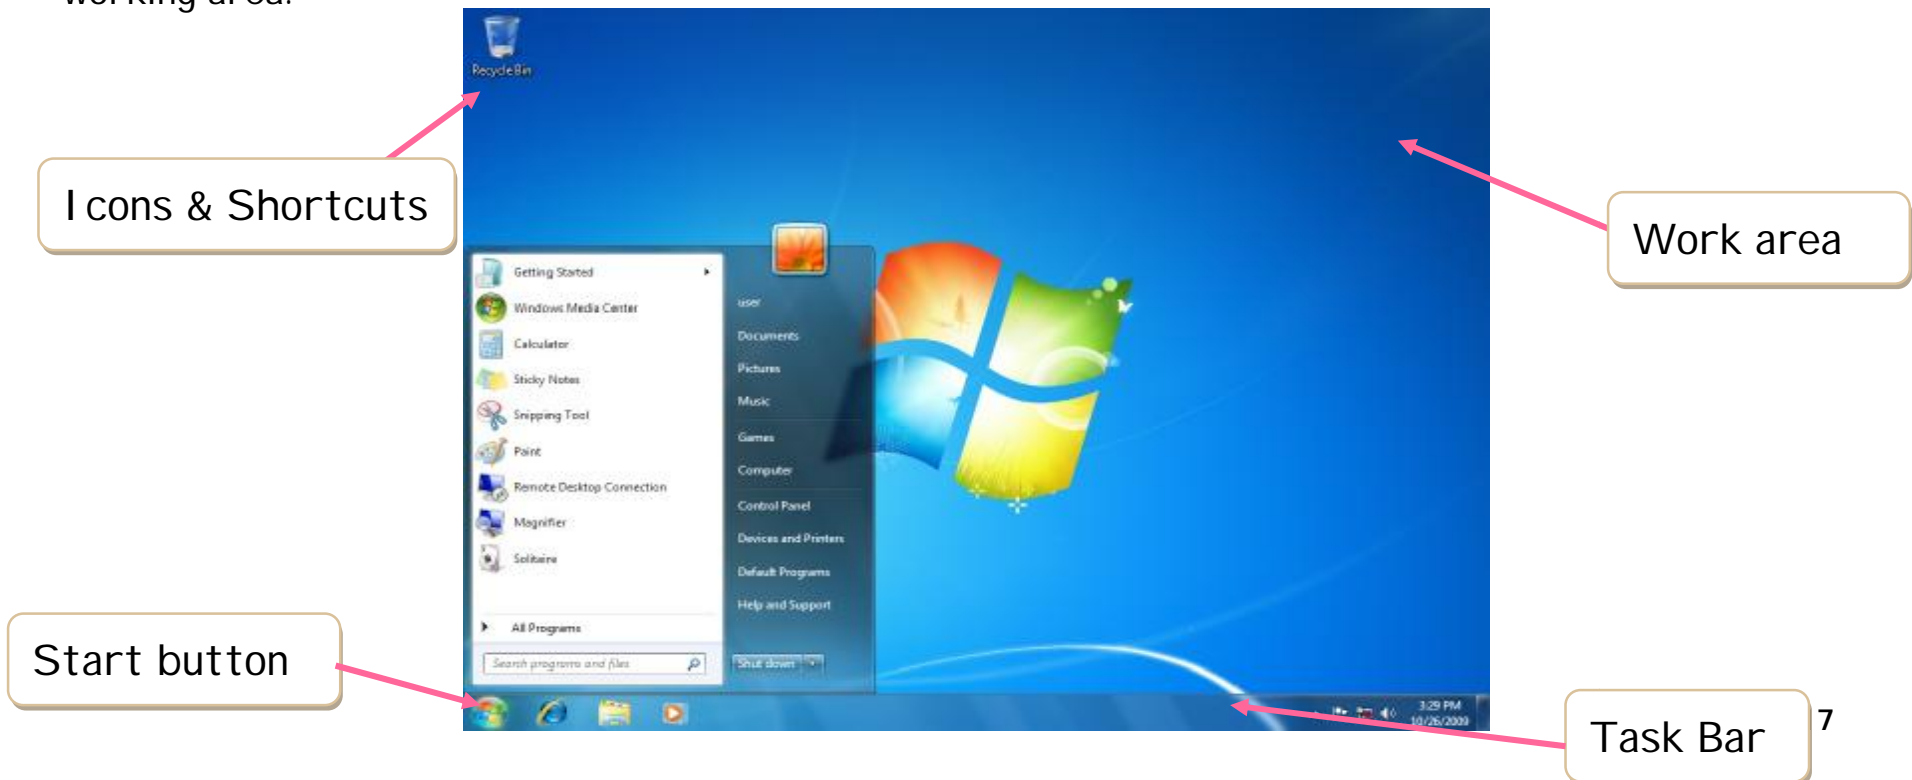 working area.
Recycle Bin
Icons & Shortcuts
Work area
Getting Started
Windows Media Center
Calculator
Sticky Notes
Snipping Tool
Paint
Remote Desktop Connection
Magnifier
Solitaire
All Programs
Search programs and files
user
Documents
Pictures
Music
Games
Computer
Control Panel
Devices and Printers
Default Programs
Help and Support
Shut down
Start button
3:29 PM
10/26/2009
Task Bar
7